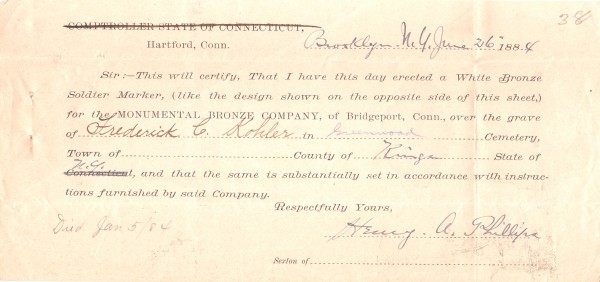 38
COMPTROLLER STATE OF CONNECTICUT,
Hartford, Conn. Brooklyn N.Y. June 26" 1884
Sir:—This will certify, That I have this day erected a White Bronze
Soldier Marker, (like the design shown on the opposite side of this sheet,)
for the MONUMENTAL BRONZE COMPANY, of Bridgeport, Conn., over the grave
of Frederick C. Kohler in Greenwood Cemetery,
Town of County of Kings State of
N.Y.
Connecticut, and that the same is substantially set in accordance with instruc-
tions furnished by said Company.
Respectfully Yours,
Died Jan 5/84
Henry A. Phillips
Sexton of